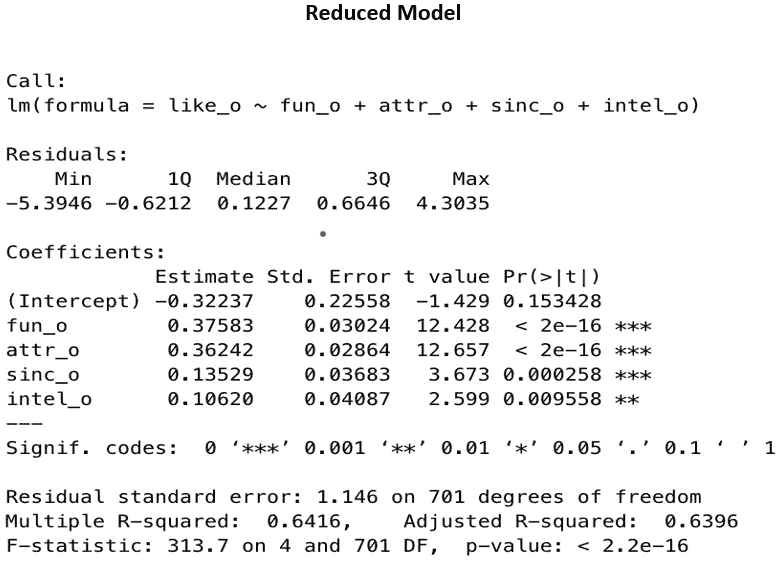 Reduced Model
Call:
lm(formula = like_o ~ fun_o + attr_o + sinc_o + intel_o)
Residuals:
Min 1Q Median 3Q Max
-5.3946 -0.6212 0.1227 0.6646 4.3035
Coefficients:
Estimate Std. Error t value Pr(>|t|)
(Intercept) -0.32237 0.22558 -1.429 0.153428
fun_o 0.37583 0.03024 12.428 < 2e-16 ***
attr_o 0.36242 0.02864 12.657 < 2e-16 ***
sinc_o 0.13529 0.03683 3.673 0.000258 ***
intel_o 0.10620 0.04087 2.599 0.009558 **
---
Signif. codes: 0 ‘***’ 0.001 ‘**’ 0.01 ‘*’ 0.05 ‘.’ 0.1 ‘ ’ 1
Residual standard error: 1.146 on 701 degrees of freedom
Multiple R-squared: 0.6416, Adjusted R-squared: 0.6396
F-statistic: 313.7 on 4 and 701 DF, p-value: < 2.2e-16